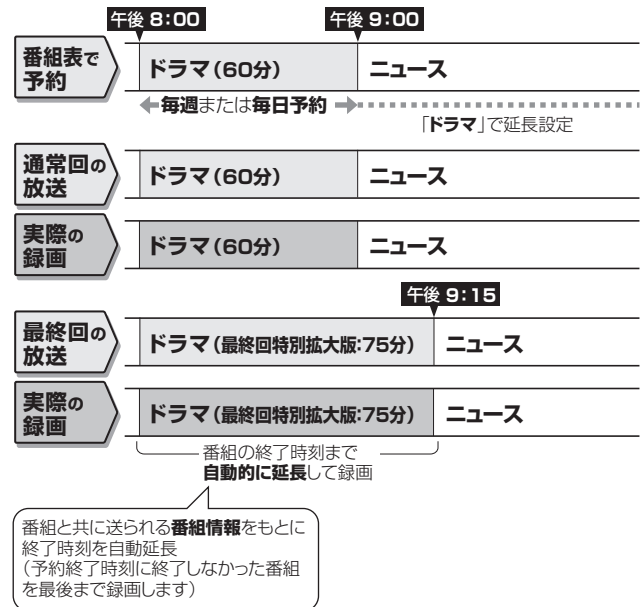 午後 8:00 午後 9:00
番組表で
予約
ドラマ(60分) ニュース
毎週または毎日予約
「ドラマ」で延長設定
通常回の
放送
ドラマ(60分) ニュース
実際の
録画
ドラマ(60分) ニュース
午後 9:15
最終回の
放送
ドラマ(最終回特別拡大版:75分) ニュース
実際の
録画
ドラマ(最終回特別拡大版:75分) ニュース
番組の終了時刻まで
自動的に延長して録画
番組と共に送られる番組情報をもとに
終了時刻を自動延長
(予約終了時刻に終了しなかった番組
を最後まで録画します)